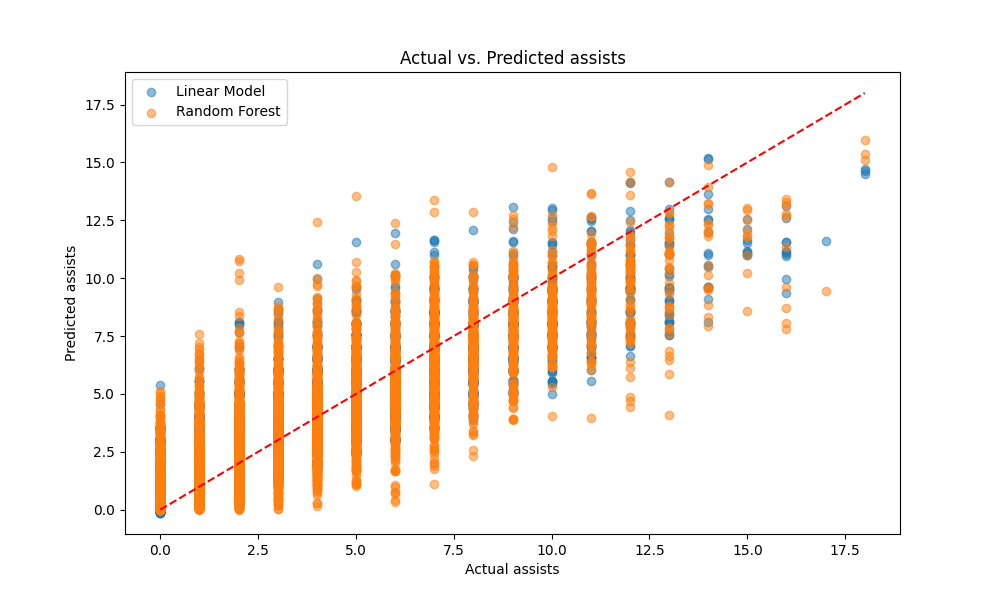 Actual vs. Predicted assists
Linear Model
Random Forest
17.5
15.0
12.5
10.0
7.5
5.0
2.5
0.0
Predicted assists
0.0 2.5 5.0 7.5 10.0 12.5 15.0 17.5
Actual assists